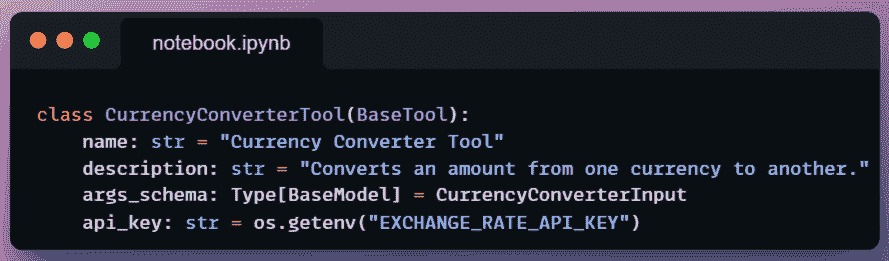 notebook.ipynb
class CurrencyConverterTool(BaseTool):
    name: str = "Currency Converter Tool"
    description: str = "Converts an amount from one currency to another."
    args_schema: Type[BaseModel] = CurrencyConverterInput
    api_key: str = os.getenv("EXCHANGE_RATE_API_KEY")